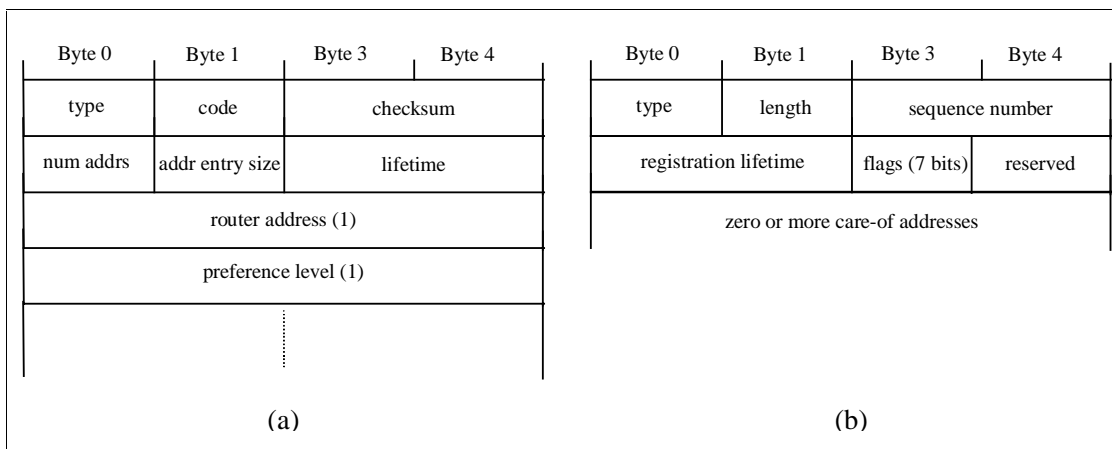 Byte 0 Byte 1 Byte 3 Byte 4
type code checksum
num addrs addr entry size lifetime
router address (1)
preference level (1)
(a)
Byte 0 Byte 1 Byte 3 Byte 4
type length sequence number
registration lifetime flags (7 bits) reserved
zero or more care-of addresses
(b)